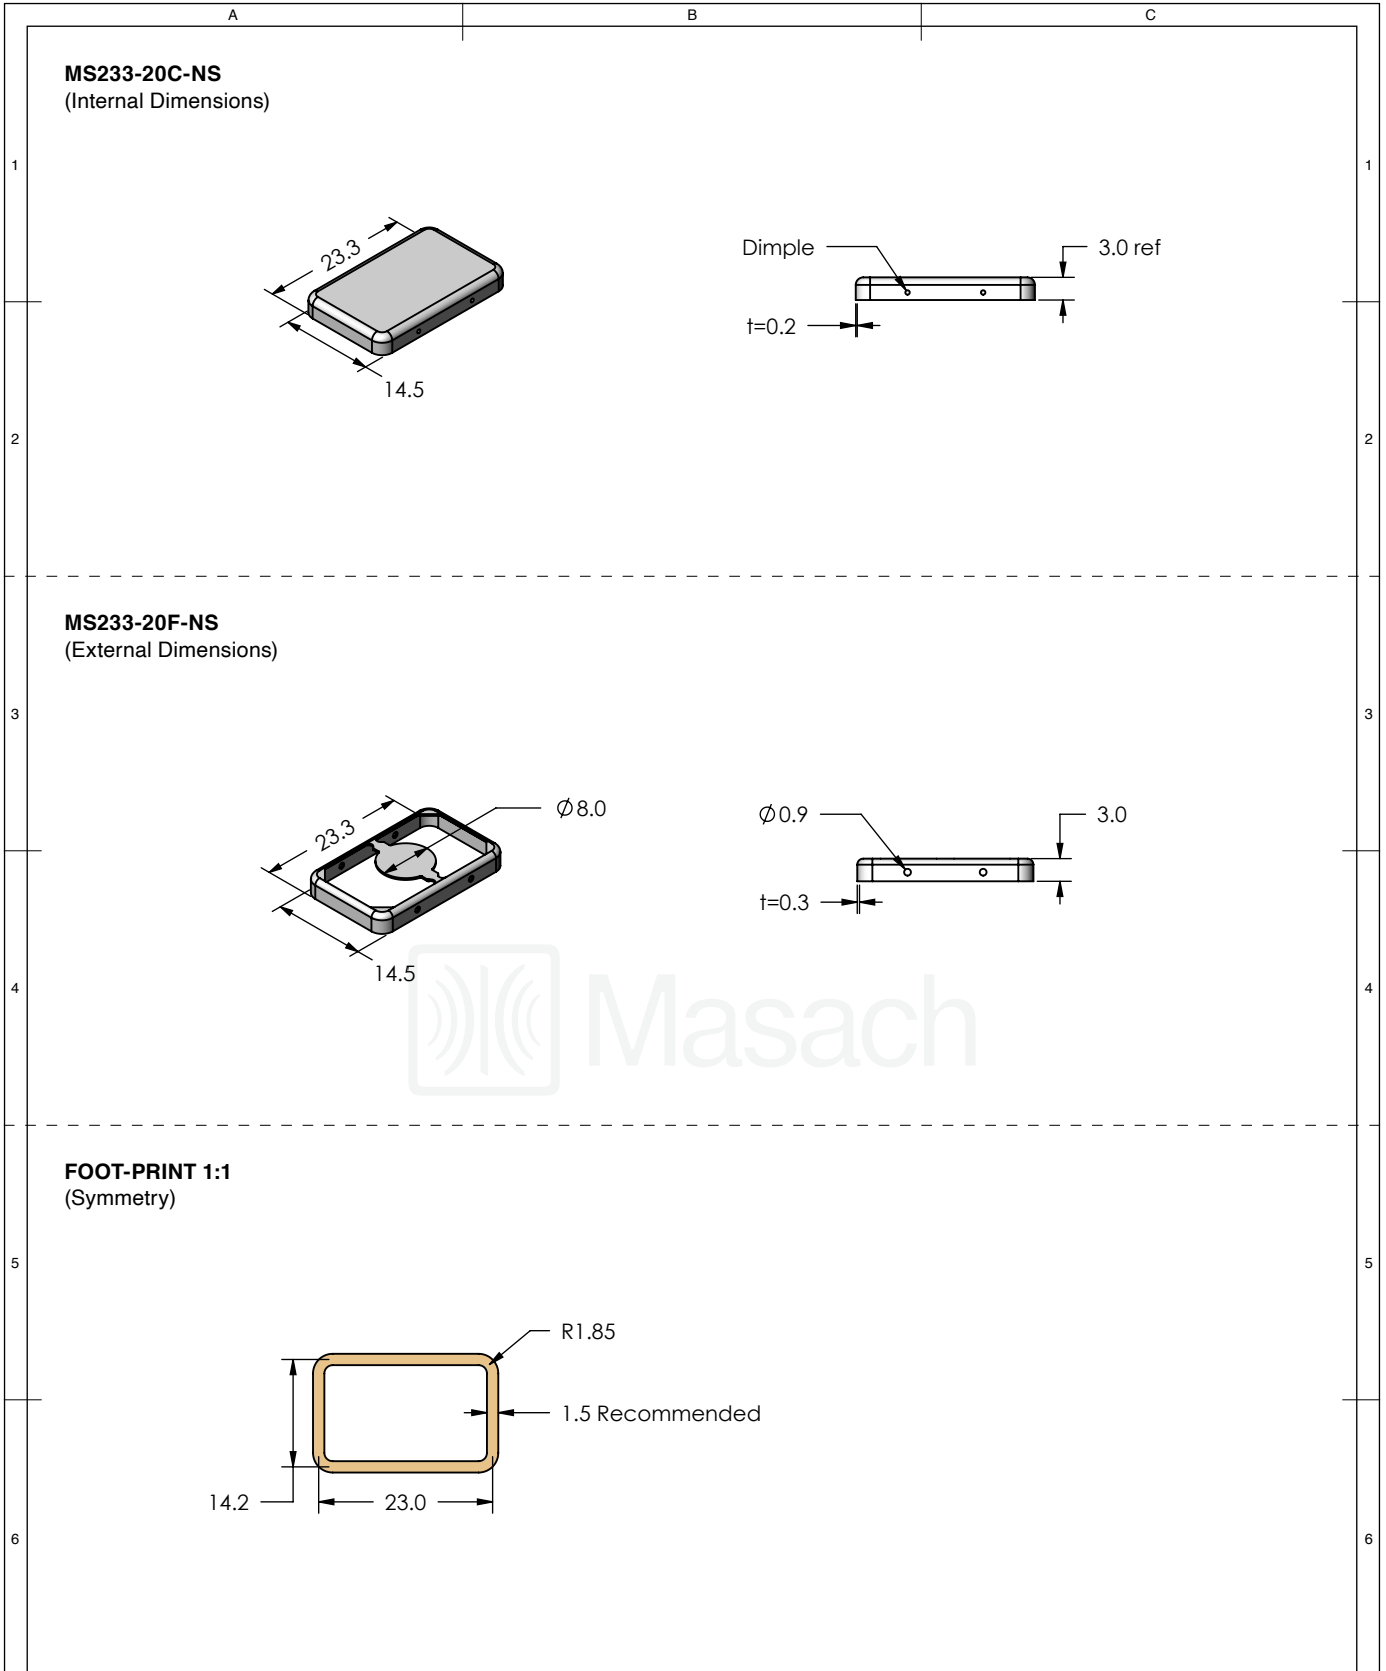 A B C
MS233-20C-NS
(Internal Dimensions)
1 1
23.3
14.5
Dimple
3.0 ref
t=0.2
2 2
MS233-20F-NS
(External Dimensions)
3 3
23.3
14.5
Ø8.0
Ø0.9
3.0
t=0.3
Masach
4 4
FOOT-PRINT 1:1
(Symmetry)
5 5
R1.85
1.5 Recommended
14.2
23.0
6 6